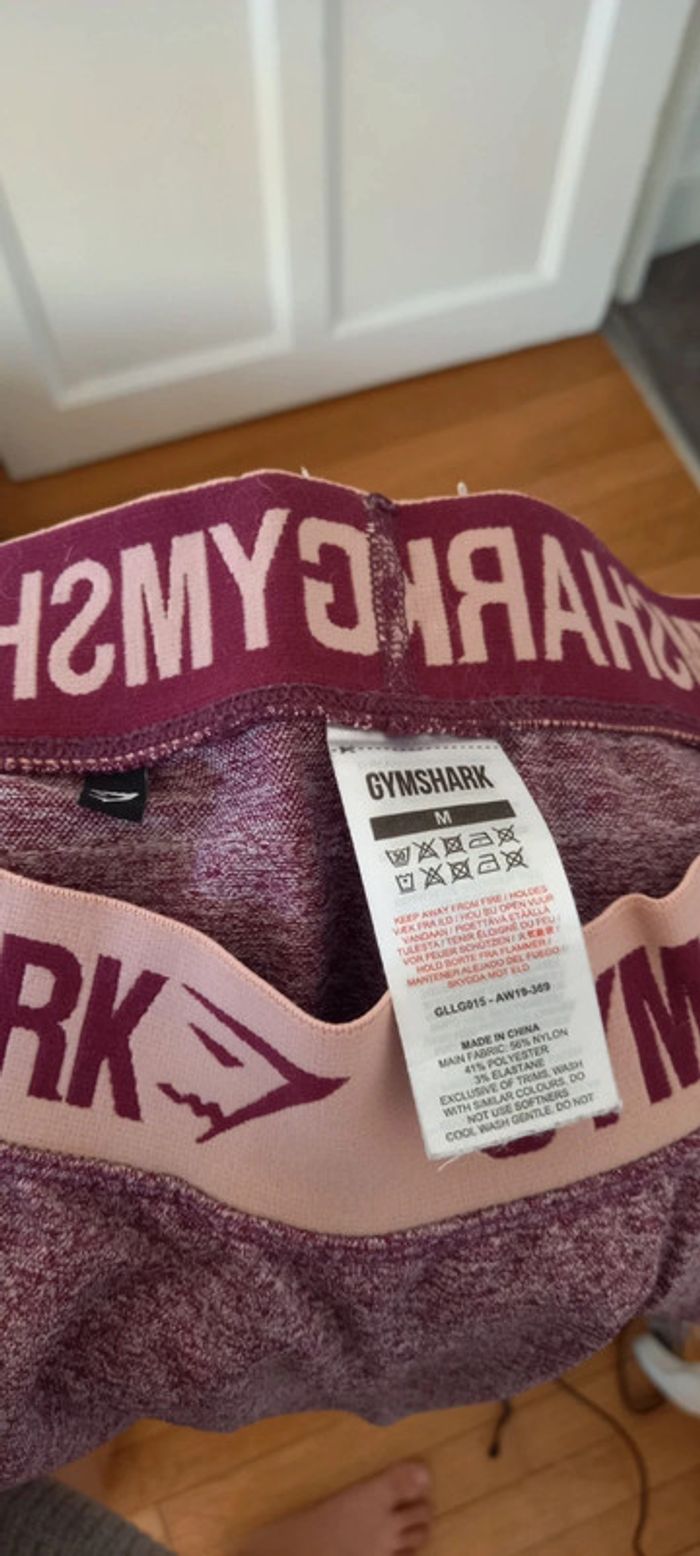 GYMSHARK
M
KEEP AWAY FROM FIRE / HOLDES
VÆK FRA ILD / HOU BIJ OPEN VUUR
VANDAAN / PIDETTÄVÄ ETÄÄLLÄ
TULESTA / TENIR ÉLOIGNÉ DU FEU /
VOR FEUER SCHÜTZEN /
HOLD BORTE FRA FLAMMER /
MANTENER ALEJADO DEL FUEGO /
SKYDDA MOT ELD
GLLG015 - AW19-369
MADE IN CHINA
MAIN FABRIC: 56% NYLON
41% POLYESTER
3% ELASTANE
EXCLUSIVE OF TRIMS. WASH
WITH SIMILAR COLOURS. DO
NOT USE SOFTNERS
COOL WASH GENTLE. DO NOT
GYMSH
GYMSHARK
RK
GYM